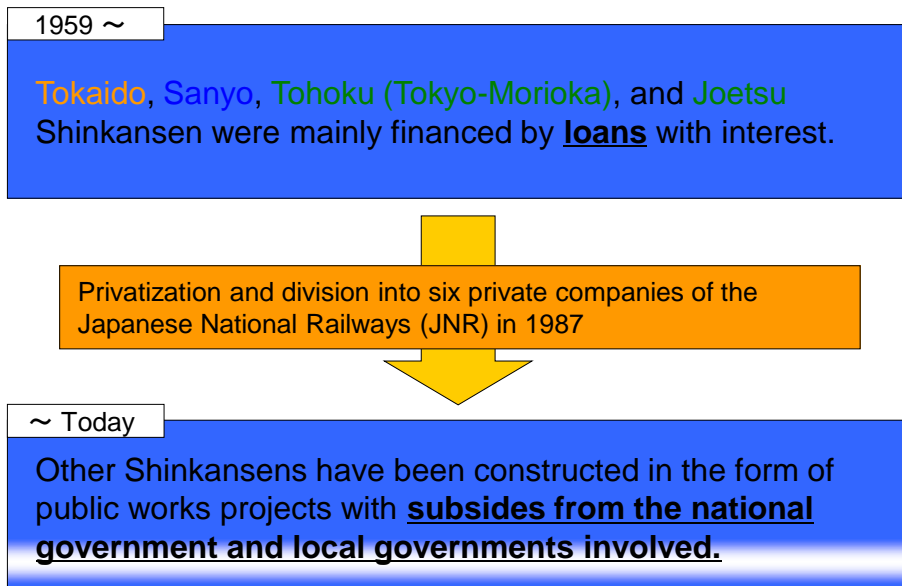 1959 ～
Tokaido, Sanyo, Tohoku (Tokyo-Morioka), and Joetsu
Shinkansen were mainly financed by loans with interest.
Privatization and division into six private companies of the
Japanese National Railways (JNR) in 1987
～ Today
Other Shinkansens have been constructed in the form of
public works projects with subsides from the national
government and local governments involved.